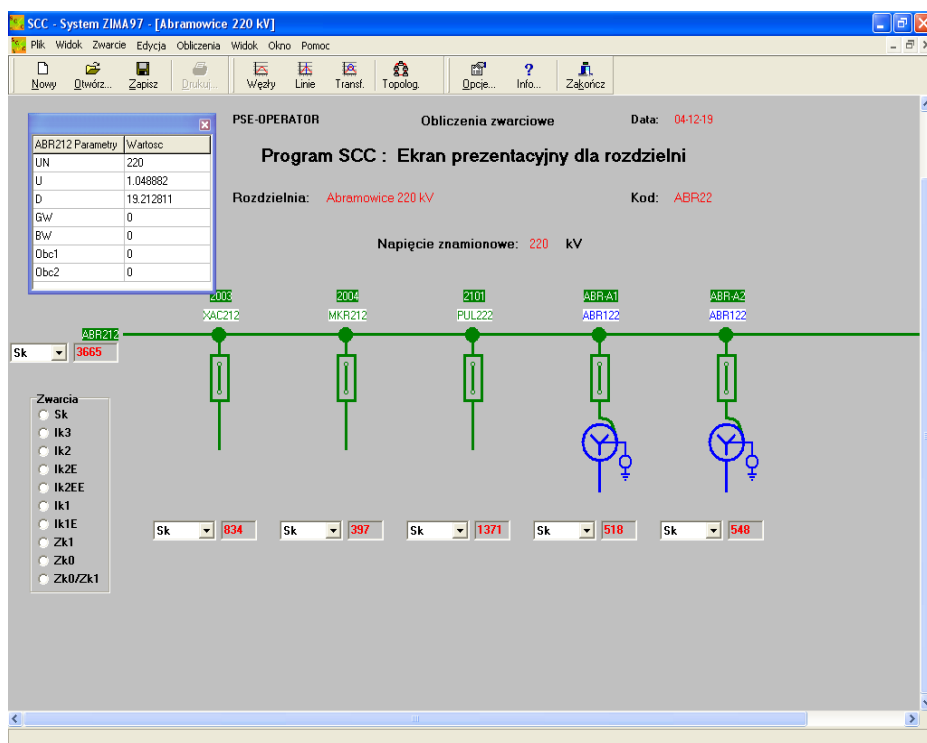 SCC - System ZIMA97 - [Abramowice 220 kV]
Plik Widok Zwarcie Edycja Obliczenia Widok Okno Pomoc
Nowy Otwórz... Zapisz Drukuj... Węzły Linie Transf. Topolog. Opcje... Info... Zakończ
PSE-OPERATOR Obliczenia zwarciowe Data: 04-12-19
Program SCC : Ekran prezentacyjny dla rozdzielni
Rozdzielnia: Abramowice 220 kV Kod: ABR22
Napięcie znamionowe: 220 kV
ABR212 Parametry Wartosc
UN 220
U 1.048882
D 19.212811
GW 0
BW 0
Obc1 0
Obc2 0
2003 2004 2101 ABR-A1 ABR-A2
XAC212 MKR212 PUL222 ABR122 ABR122
ABR212
Sk 3665
Zwarcia
Sk
Ik3
Ik2
Ik2E
Ik2EE
Ik1
Ik1E
Zk1
Zk0
Zk0/Zk1
Sk 834 Sk 397 Sk 1371 Sk 518 Sk 548